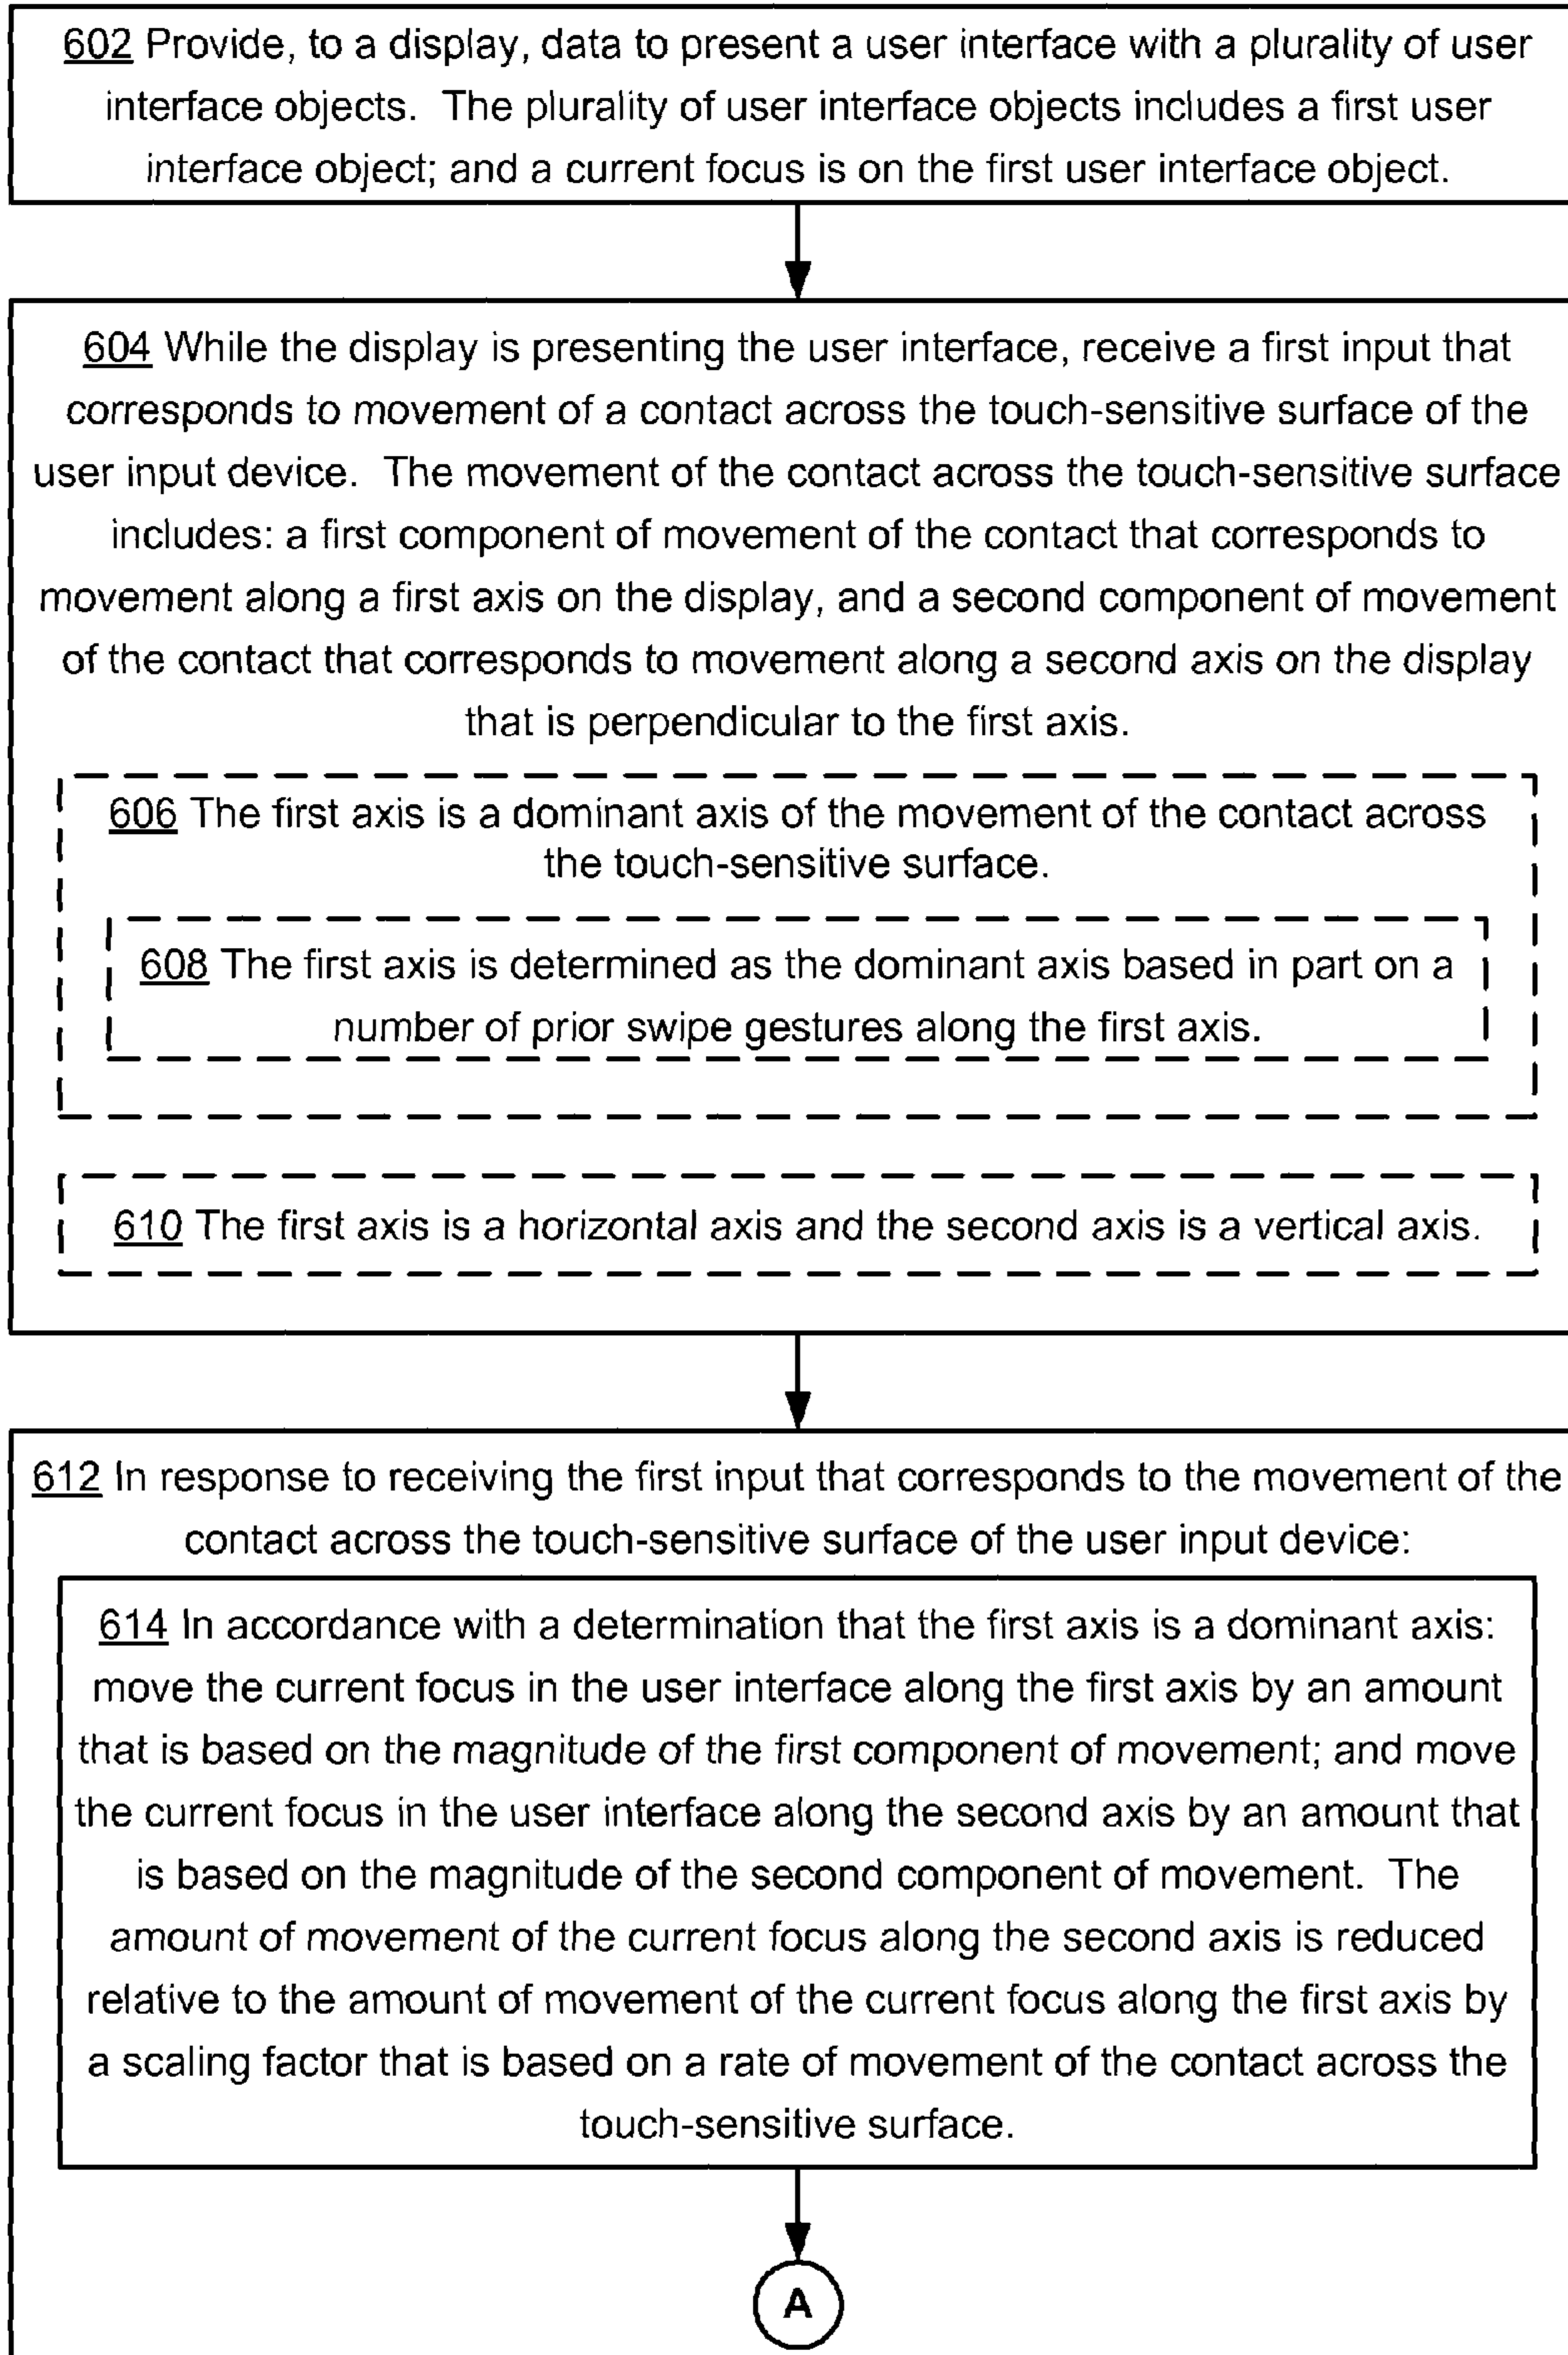 602 Provide, to a display, data to present a user interface with a plurality of user
interface objects. The plurality of user interface objects includes a first user
interface object; and a current focus is on the first user interface object.
604 While the display is presenting the user interface, receive a first input that
corresponds to movement of a contact across the touch-sensitive surface of the
user input device. The movement of the contact across the touch-sensitive surface
includes: a first component of movement of the contact that corresponds to
movement along a first axis on the display, and a second component of movement
of the contact that corresponds to movement along a second axis on the display
that is perpendicular to the first axis.
606 The first axis is a dominant axis of the movement of the contact across
the touch-sensitive surface.
608 The first axis is determined as the dominant axis based in part on a
number of prior swipe gestures along the first axis.
610 The first axis is a horizontal axis and the second axis is a vertical axis.
612 In response to receiving the first input that corresponds to the movement of the
contact across the touch-sensitive surface of the user input device:
614 In accordance with a determination that the first axis is a dominant axis:
move the current focus in the user interface along the first axis by an amount
that is based on the magnitude of the first component of movement; and move
the current focus in the user interface along the second axis by an amount that
is based on the magnitude of the second component of movement. The
amount of movement of the current focus along the second axis is reduced
relative to the amount of movement of the current focus along the first axis by
a scaling factor that is based on a rate of movement of the contact across the
touch-sensitive surface.
A